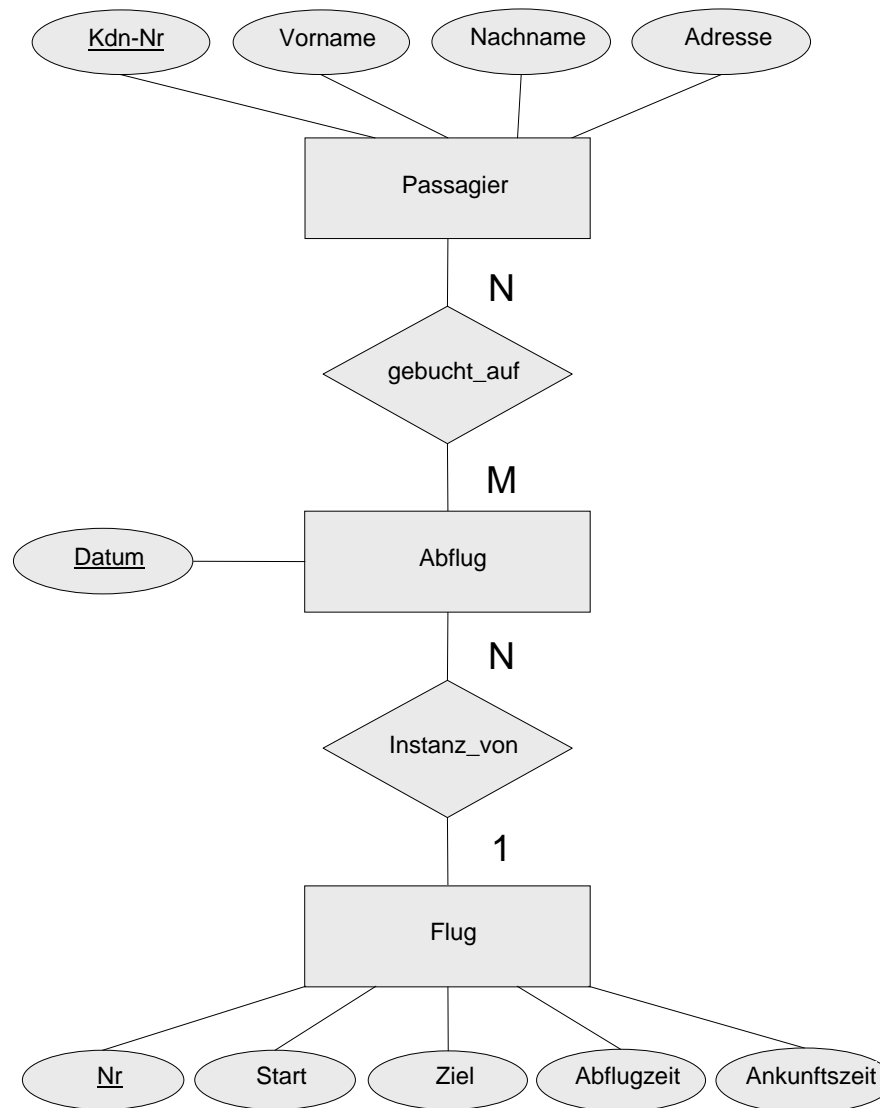 Kdn-Nr
Vorname
Nachname
Adresse
Passagier
N
gebucht_auf
M
Datum
Abflug
N
Instanz_von
1
Flug
Nr
Start
Ziel
Abflugzeit
Ankunftszeit